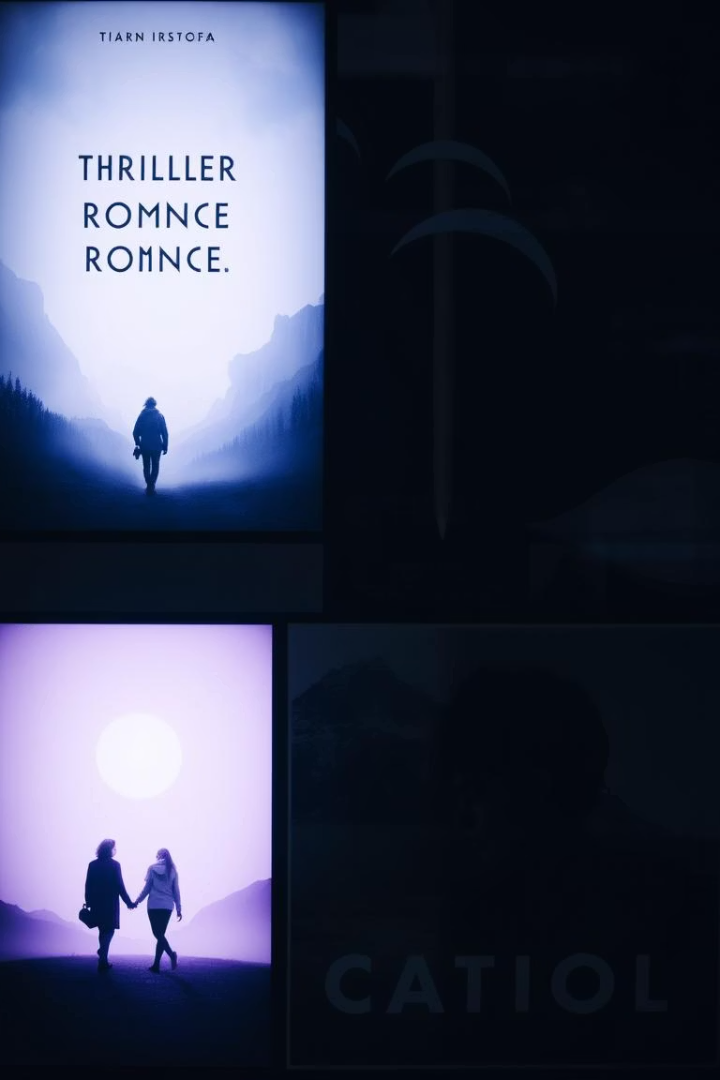 TIARN IRSTOFA
THRILLLER
ROMNCE
ROMNCE.
CATIOL